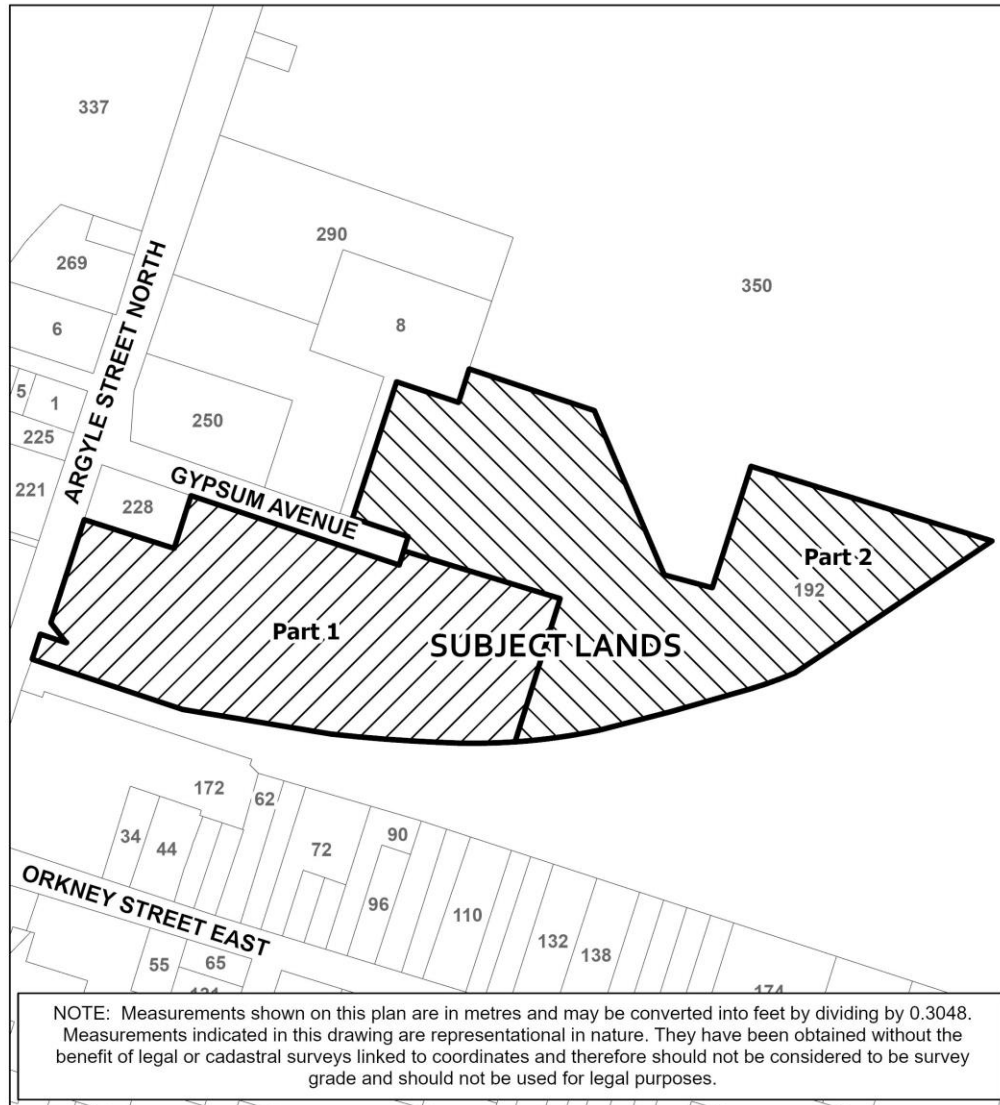 337
290
350
269
8
6
5
1
250
225
ARGYLE STREET NORTH
221
228
GYPSUM AVENUE
Part 2
192
Part 1
SUBJECT LANDS
172
62
34
44
72
90
96
110
132
138
ORKNEY STREET EAST
55
65
174
NOTE: Measurements shown on this plan are in metres and may be converted into feet by dividing by 0.3048.
Measurements indicated in this drawing are representational in nature. They have been obtained without the
benefit of legal or cadastral surveys linked to coordinates and therefore should not be considered to be survey
grade and should not be used for legal purposes.